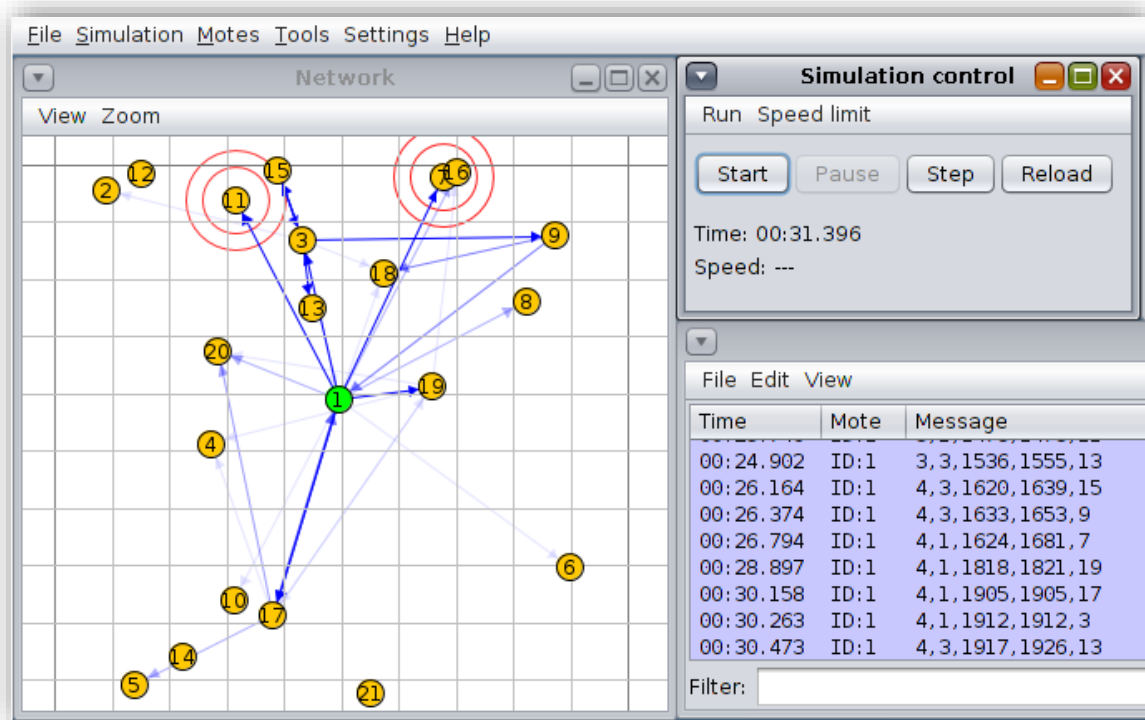 File Simulation Motes Tools Settings Help
Network
View Zoom
12
2
15
11
7
16
3
9
18
8
13
20
19
1
4
6
10
17
14
5
21
Simulation control
Run Speed limit
Start Pause Step Reload
Time: 00:31.396
Speed: ---
File Edit View
Time Mote Message
00:24.902 ID:1 3,3,1536,1555,13
00:26.164 ID:1 4,3,1620,1639,15
00:26.374 ID:1 4,3,1633,1653,9
00:26.794 ID:1 4,1,1624,1681,7
00:28.897 ID:1 4,1,1818,1821,19
00:30.158 ID:1 4,1,1905,1905,17
00:30.263 ID:1 4,1,1912,1912,3
00:30.473 ID:1 4,3,1917,1926,13
Filter: